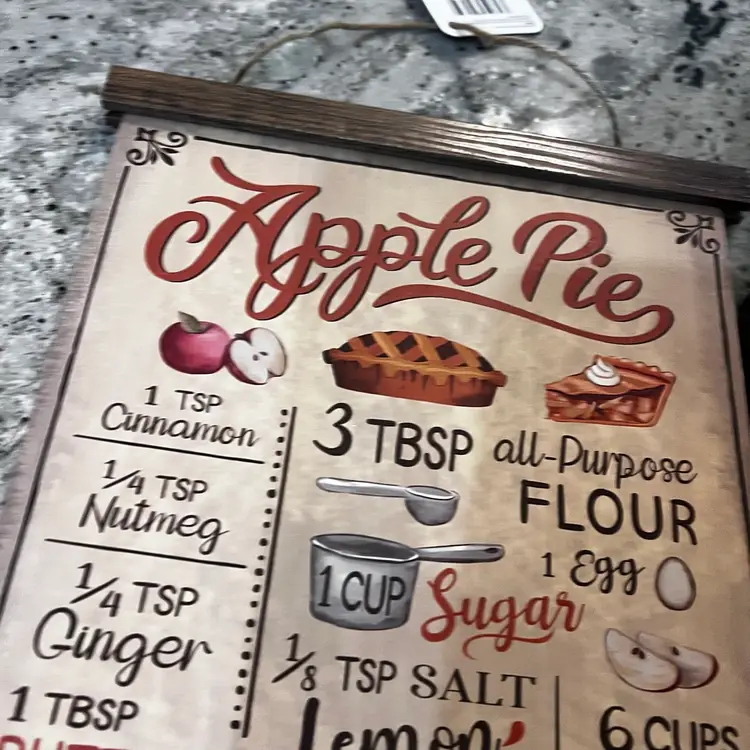 Apple Pie
1 TSP
Cinnamon
1/4 TSP
Nutmeg
1/4 TSP
Ginger
1 TBSP
3 TBSP all-Purpose
FLOUR
1 CUP Sugar
1 Egg
1/8 TSP SALT
Lemon
6 CUPS